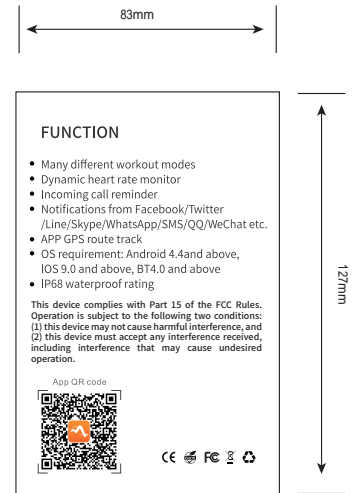 83mm
FUNCTION
• Many different workout modes
• Dynamic heart rate monitor
• Incoming call reminder
• Notifications from Facebook/Twitter
/Line/Skype/WhatsApp/SMS/QQ/WeChat etc.
• APP GPS route track
• OS requirement: Android 4.4and above,
IOS 9.0 and above, BT4.0 and above
• IP68 waterproof rating
This device complies with Part 15 of the FCC Rules.
Operation is subject to the following two conditions:
(1) this device may not cause harmful interference, and
(2) this device must accept any interference received,
including interference that may cause undesired
operation.
App QR code
CE FC
127mm